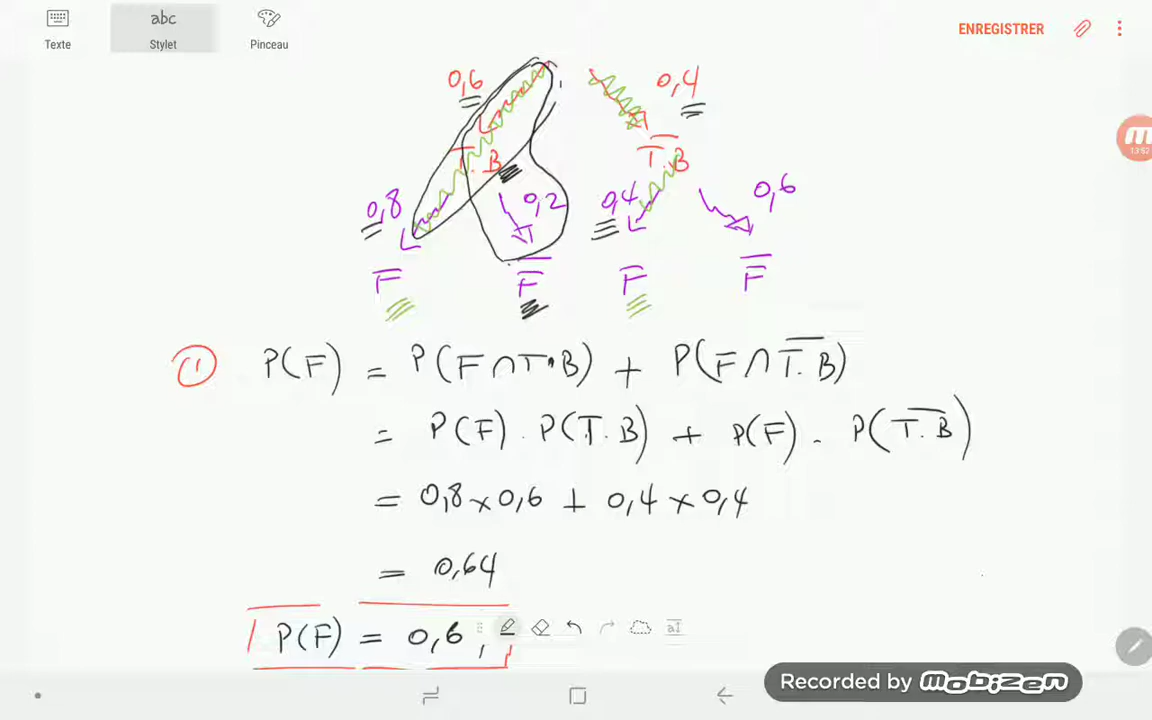 abc
Texte Stylet Pinceau ENREGISTRER
0,6 0,4
T.B T.B̅
0,8 0,2 0,4 0,6
F F̅ F F̅
(1) P(F) = P(F∩T.B) + P(F∩T̅.̅B̅)
= P(F) . P(T.B) + P(F) . P(T̅.̅B̅)
= 0,8 × 0,6 + 0,4 × 0,4
= 0,64
P(F) = 0,6
Recorded by mobizen